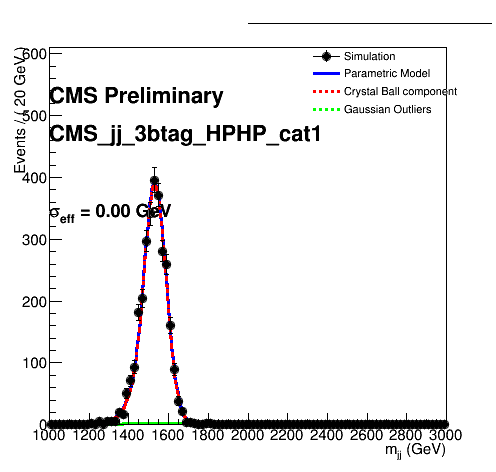 Events / ( 20 GeV )
600
500
400
300
200
100
0
Simulation
Parametric Model
Crystal Ball component
Gaussian Outliers
CMS Preliminary
CMS_jj_3btag_HPHP_cat1
σeff = 0.00 GeV
1000 1200 1400 1600 1800 2000 2200 2400 2600 2800 3000
mjj (GeV)